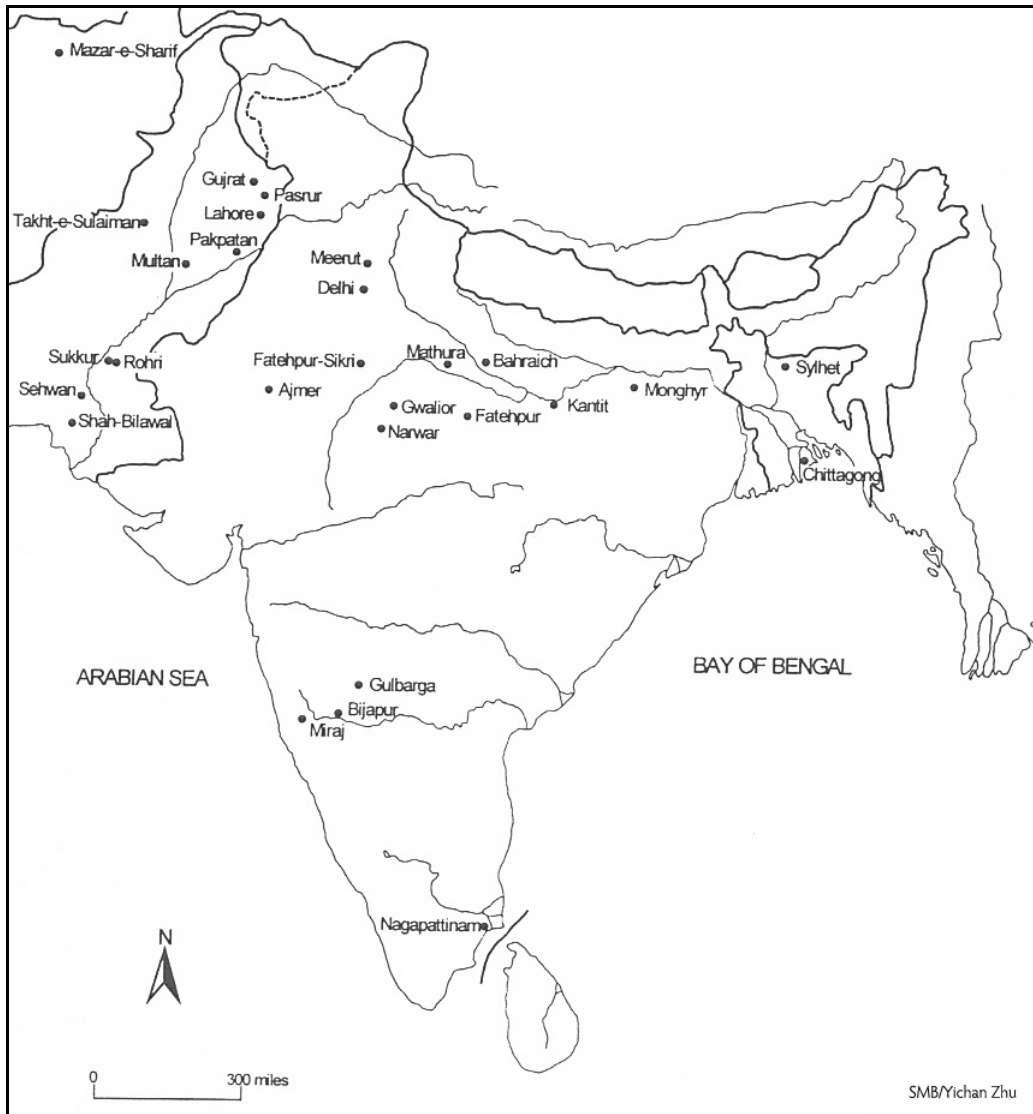 Mazar-e-Sharif
Gujrat
Pasrur
Lahore
Takht-e-Sulaiman
Pakpatan
Multan
Meerut
Delhi
Sukkur
Rohri
Fatehpur-Sikri
Mathura
Bahraich
Sylhet
Sehwan
Ajmer
Monghyr
Gwalior
Kantit
Fatehpur
Shah-Bilawal
Narwar
Chittagong
ARABIAN SEA
BAY OF BENGAL
Gulbarga
Bijapur
Miraj
Nagapattinam
N
0 300 miles
SMB/Yichan Zhu